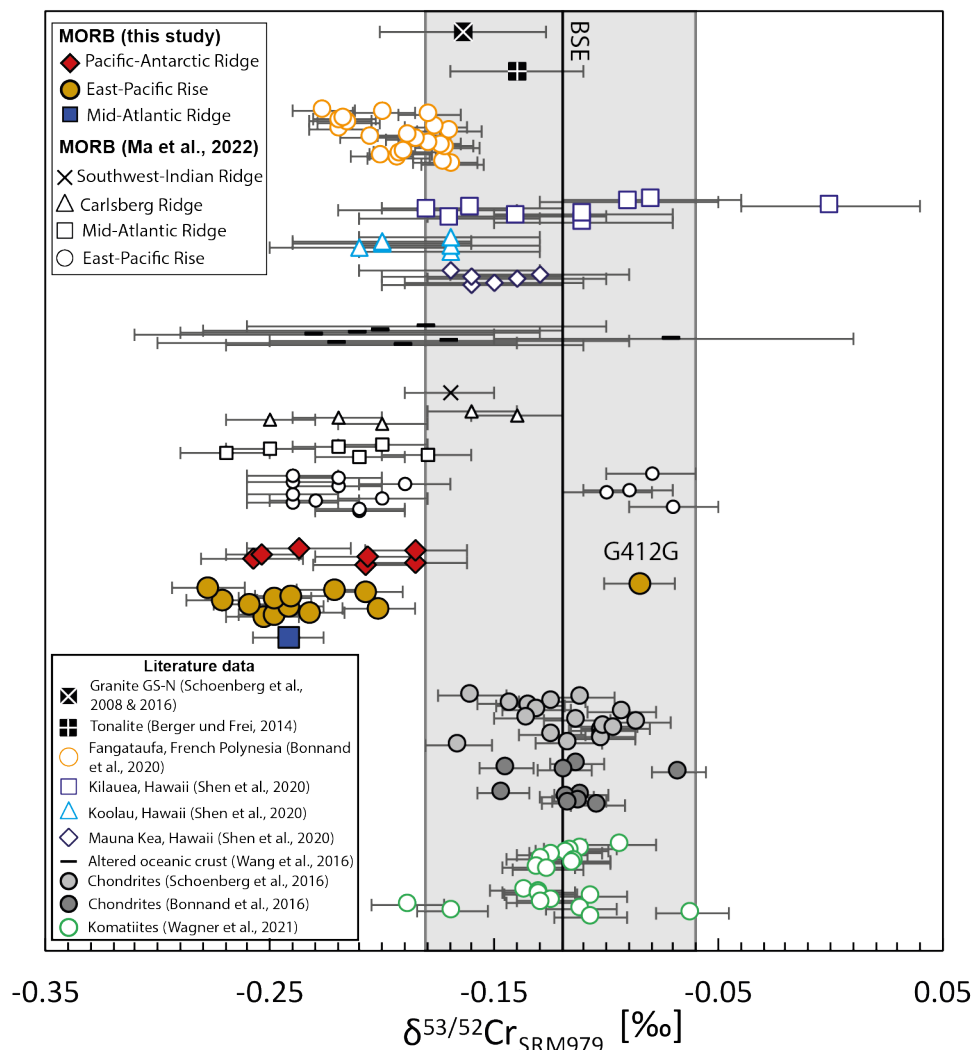 MORB (this study)
Pacific-Antarctic Ridge
East-Pacific Rise
Mid-Atlantic Ridge
MORB (Ma et al., 2022)
Southwest-Indian Ridge
Carlsberg Ridge
Mid-Atlantic Ridge
East-Pacific Rise
BSE
G412G
Literature data
Granite GS-N (Schoenberg et al.,
2008 & 2016)
Tonalite (Berger und Frei, 2014)
Fangataufa, French Polynesia (Bonnand
et al., 2020)
Kilauea, Hawaii (Shen et al., 2020)
Koolau, Hawaii (Shen et al., 2020)
Mauna Kea, Hawaii (Shen et al., 2020)
Altered oceanic crust (Wang et al., 2016)
Chondrites (Schoenberg et al., 2016)
Chondrites (Bonnand et al., 2016)
Komatiites (Wagner et al., 2021)
-0.35 -0.25 -0.15 -0.05 0.05
δ53/52CrSRM979 [‰]